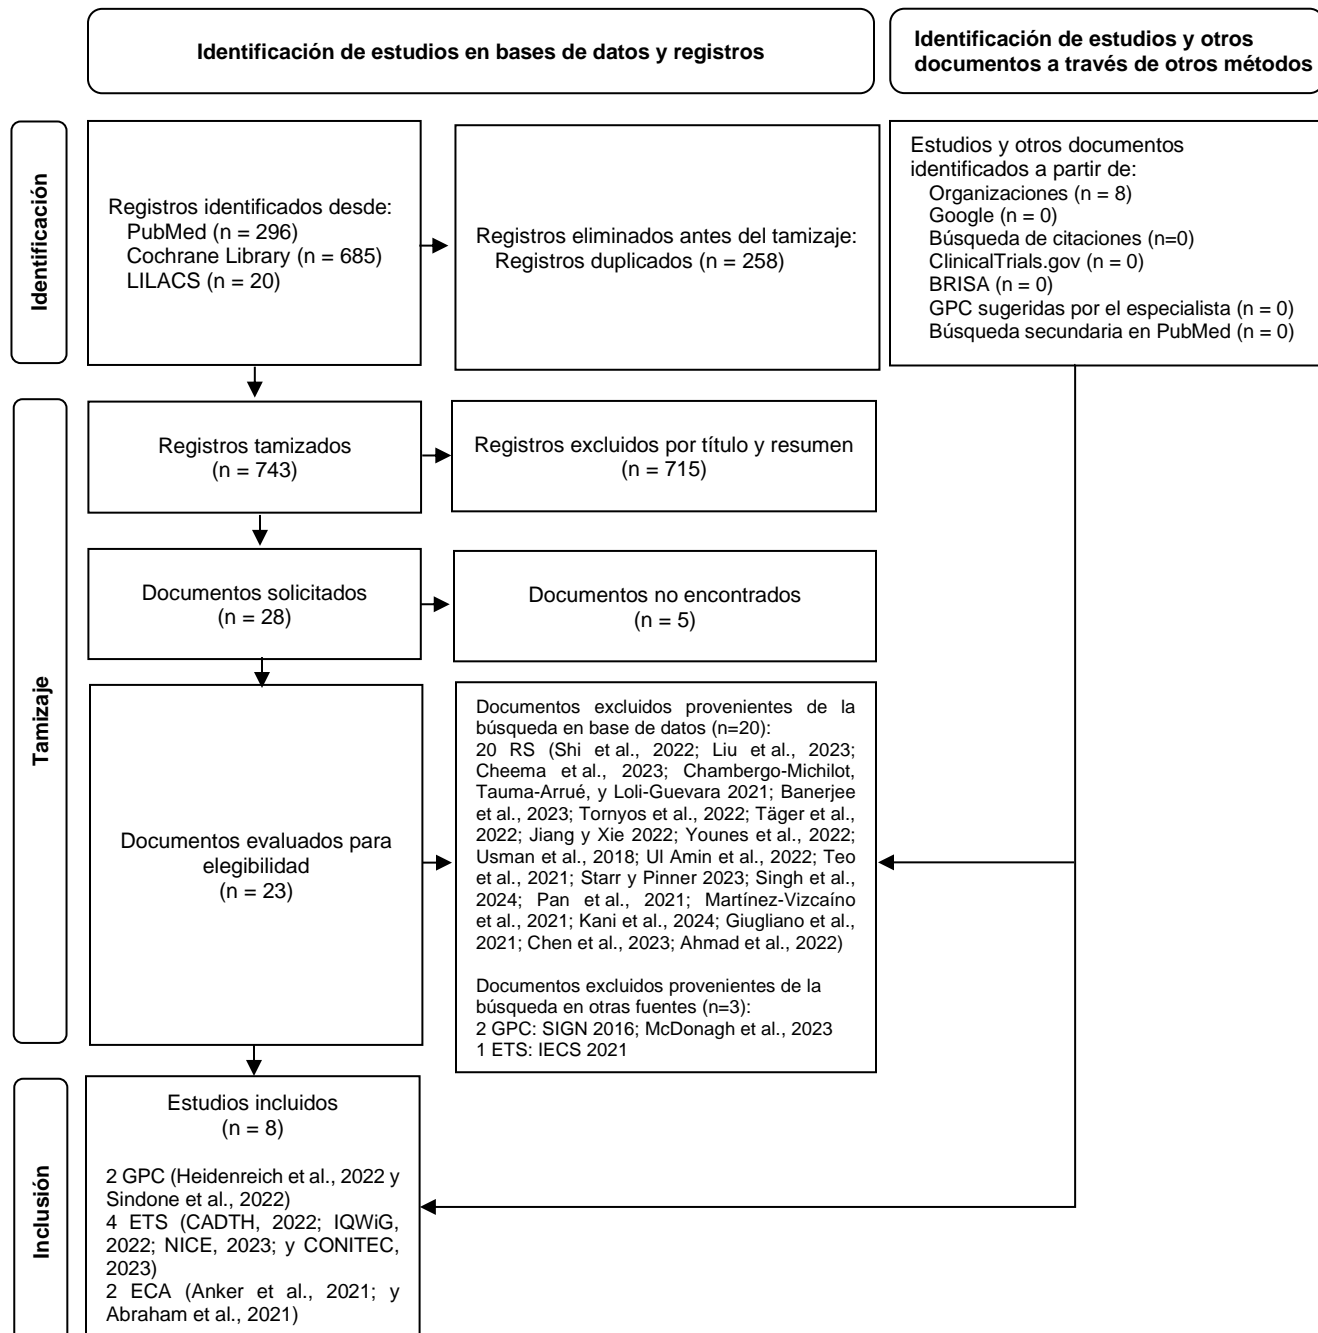 Identificación de estudios en bases de datos y registros
Identificación de estudios y otros
documentos a través de otros métodos
Identificación
Registros identificados desde:
PubMed (n = 296)
Cochrane Library (n = 685)
LILACS (n = 20)
Registros eliminados antes del tamizaje:
Registros duplicados (n = 258)
Estudios y otros documentos
identificados a partir de:
Organizaciones (n = 8)
Google (n = 0)
Búsqueda de citaciones (n=0)
ClinicalTrials.gov (n = 0)
BRISA (n = 0)
GPC sugeridas por el especialista (n = 0)
Búsqueda secundaria en PubMed (n = 0)
Tamizaje
Registros tamizados
(n = 743)
Registros excluidos por título y resumen
(n = 715)
Documentos solicitados
(n = 28)
Documentos no encontrados
(n = 5)
Documentos evaluados para
elegibilidad
(n = 23)
Documentos excluidos provenientes de la
búsqueda en base de datos (n=20):
20 RS (Shi et al., 2022; Liu et al., 2023;
Cheema et al., 2023; Chambergo-Michilot,
Tauma-Arrué, y Loli-Guevara 2021; Banerjee
et al., 2023; Tornyos et al., 2022; Täger et al.,
2022; Jiang y Xie 2022; Younes et al., 2022;
Usman et al., 2018; Ul Amin et al., 2022; Teo
et al., 2021; Starr y Pinner 2023; Singh et al.,
2024; Pan et al., 2021; Martínez-Vizcaíno
et al., 2021; Kani et al., 2024; Giugliano et al.,
2021; Chen et al., 2023; Ahmad et al., 2022)
Documentos excluidos provenientes de la
búsqueda en otras fuentes (n=3):
2 GPC: SIGN 2016; McDonagh et al., 2023
1 ETS: IECS 2021
Inclusión
Estudios incluidos
(n = 8)
2 GPC (Heidenreich et al., 2022 y
Sindone et al., 2022)
4 ETS (CADTH, 2022; IQWiG,
2022; NICE, 2023; y CONITEC,
2023)
2 ECA (Anker et al., 2021; y
Abraham et al., 2021)